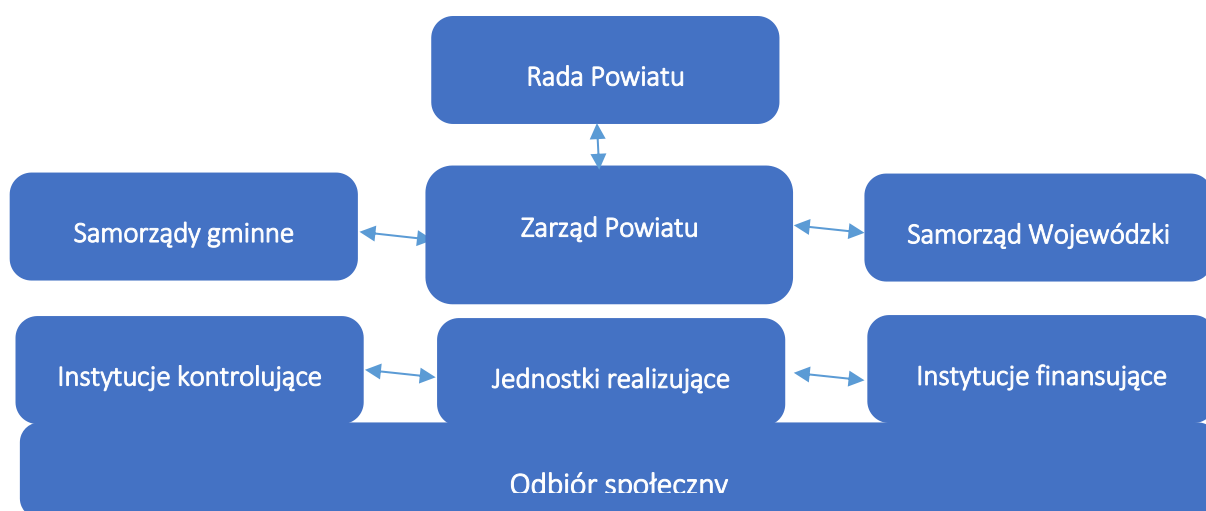 Rada Powiatu
Samorządy gminne
Zarząd Powiatu
Samorząd Wojewódzki
Instytucje kontrolujące
Jednostki realizujące
Instytucje finansujące
Odbiór społeczny